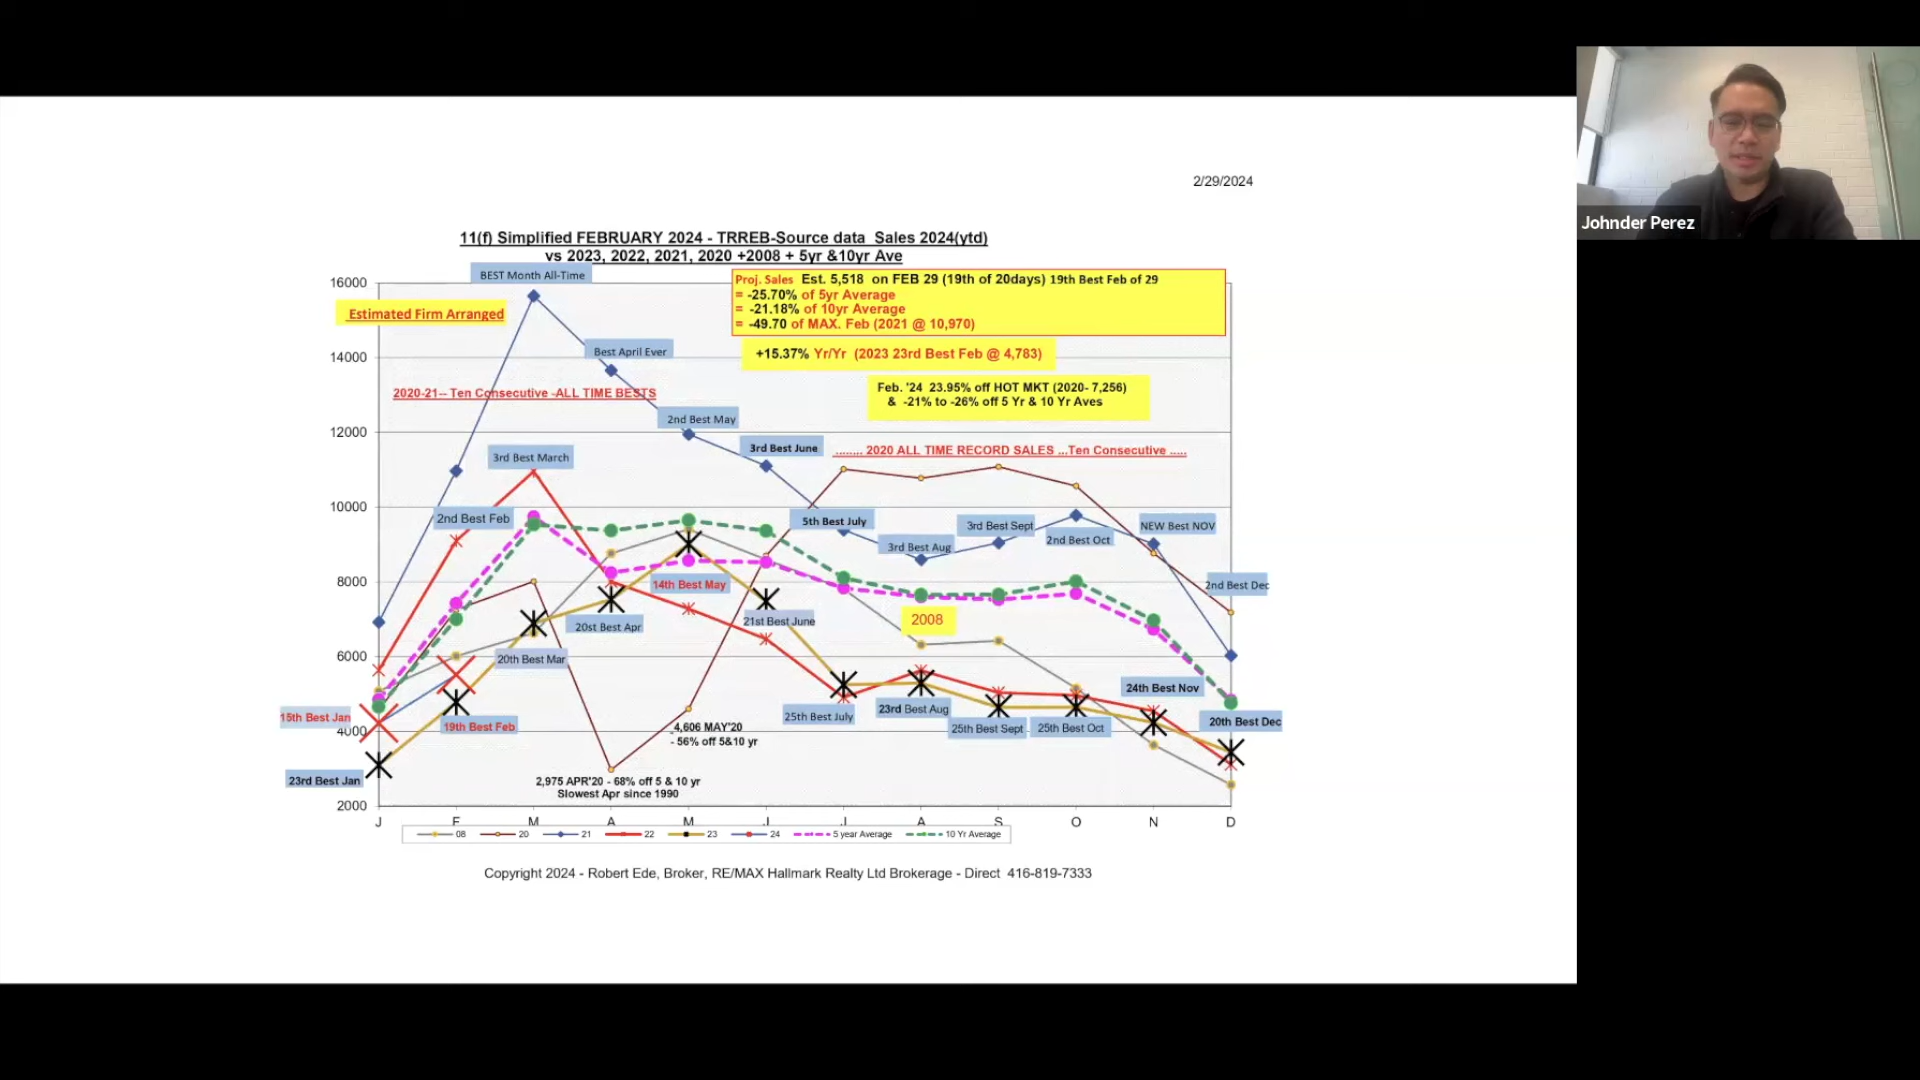 Johnder Perez
2/29/2024
11(f) Simplified FEBRUARY 2024 - TRREB-Source data Sales 2024(ytd)
vs 2023, 2022, 2021, 2020 +2008 + 5yr &10yr Ave
BEST Month All-Time
Proj. Sales Est. 5,518 on FEB 29 (19th of 20days) 19th Best Feb of 29
= -25.70% of 5yr Average
= -21.18% of 10yr Average
= -49.70 of MAX. Feb (2021 @ 10,970)
Estimated Firm Arranged
+15.37% Yr/Yr (2023 23rd Best Feb @ 4,783)
Best April Ever
Feb. '24 23.95% off HOT MKT (2020- 7,256)
& -21% to -26% off 5 Yr & 10 Yr Aves
2020-21-- Ten Consecutive -ALL TIME BESTS
2nd Best May
3rd Best June
........ 2020 ALL TIME RECORD SALES ...Ten Consecutive .....
3rd Best March
2nd Best Feb
5th Best July
3rd Best Aug
3rd Best Sept
2nd Best Oct
NEW Best NOV
2nd Best Dec
14th Best May
20st Best Apr
21st Best June
2008
20th Best Mar
15th Best Jan
19th Best Feb
23rd Best Jan
25th Best July
23rd Best Aug
25th Best Sept
25th Best Oct
24th Best Nov
20th Best Dec
4,606 MAY'20
- 56% off 5&10 yr
2,975 APR'20 - 68% off 5 & 10 yr
Slowest Apr since 1990
16000
14000
12000
10000
8000
6000
4000
2000
J F M A M J J A S O N D
08 20 21 22 23 24 5 year Average 10 Yr Average
Copyright 2024 - Robert Ede, Broker, RE/MAX Hallmark Realty Ltd Brokerage - Direct 416-819-7333